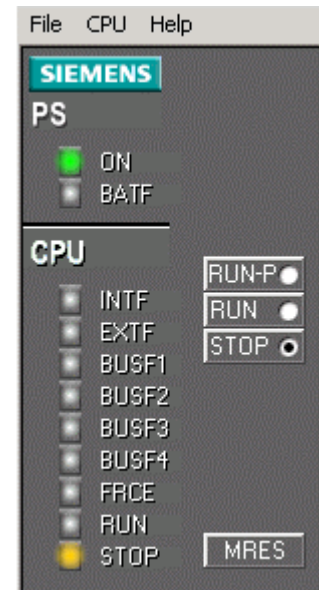 File CPU Help
SIEMENS
PS
ON
BATF
CPU
RUN-P
INTF
RUN
EXTF
STOP
BUSF1
BUSF2
BUSF3
BUSF4
FRCE
RUN
STOP MRES